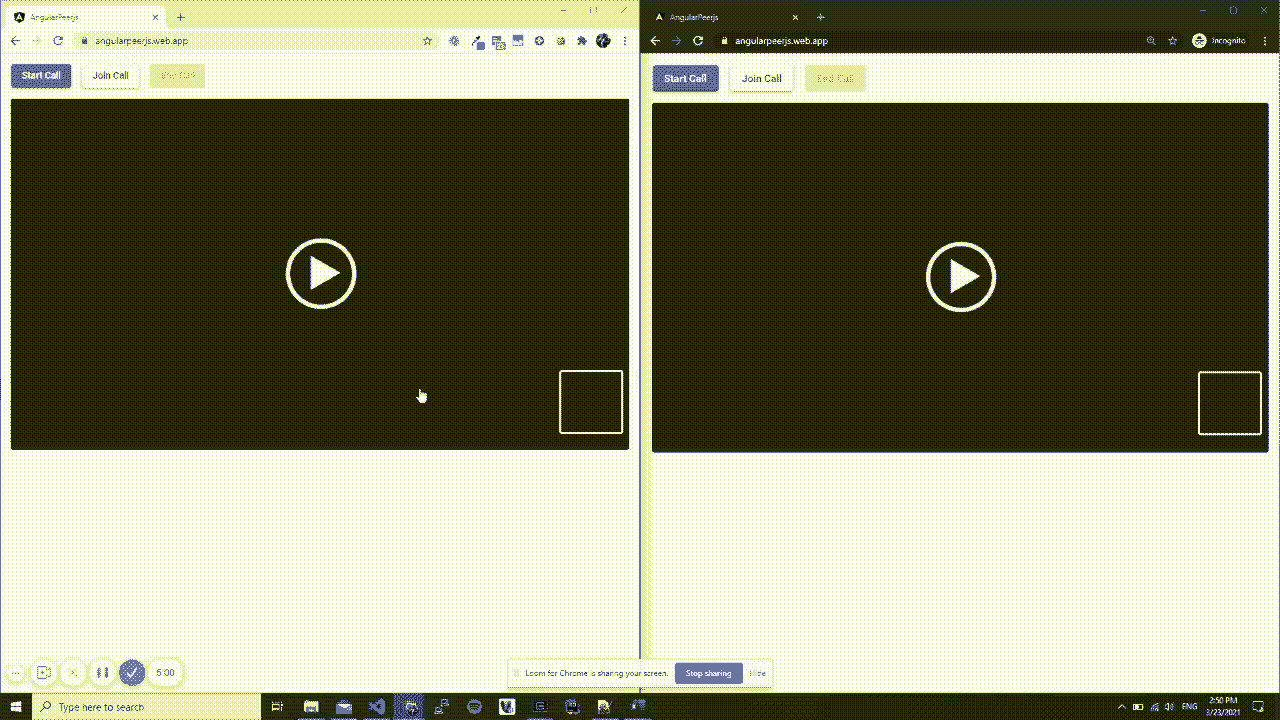 AngularPeerjs
angularpeerjs.web.app
Start Call
Join Call
End Call
AngularPeerjs
angularpeerjs.web.app
Incognito
Start Call
Join Call
End Call
5:00
Loom for Chrome is sharing your screen.
Stop sharing
Hide
Type here to search
ENG
2:50 PM
3/23/2021